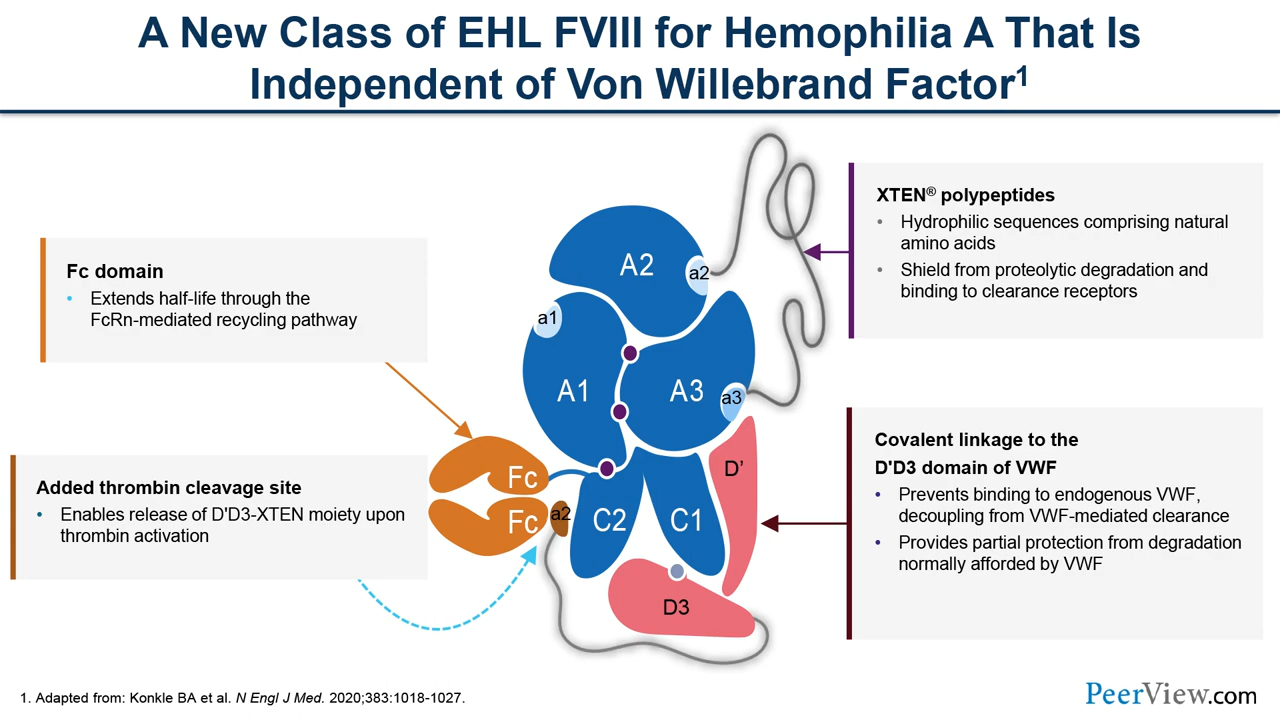 A New Class of EHL FVIII for Hemophilia A That Is
Independent of Von Willebrand Factor¹
Fc domain
• Extends half-life through the
FcRn-mediated recycling pathway
Added thrombin cleavage site
• Enables release of D'D3-XTEN moiety upon
thrombin activation
A2
a2
a1
A1
A3
a3
Fc
Fc
a2
C2
C1
D’
D3
XTEN® polypeptides
• Hydrophilic sequences comprising natural
amino acids
• Shield from proteolytic degradation and
binding to clearance receptors
Covalent linkage to the
D'D3 domain of VWF
• Prevents binding to endogenous VWF,
decoupling from VWF-mediated clearance
• Provides partial protection from degradation
normally afforded by VWF
1. Adapted from: Konkle BA et al. N Engl J Med. 2020;383:1018-1027.
PeerView.com